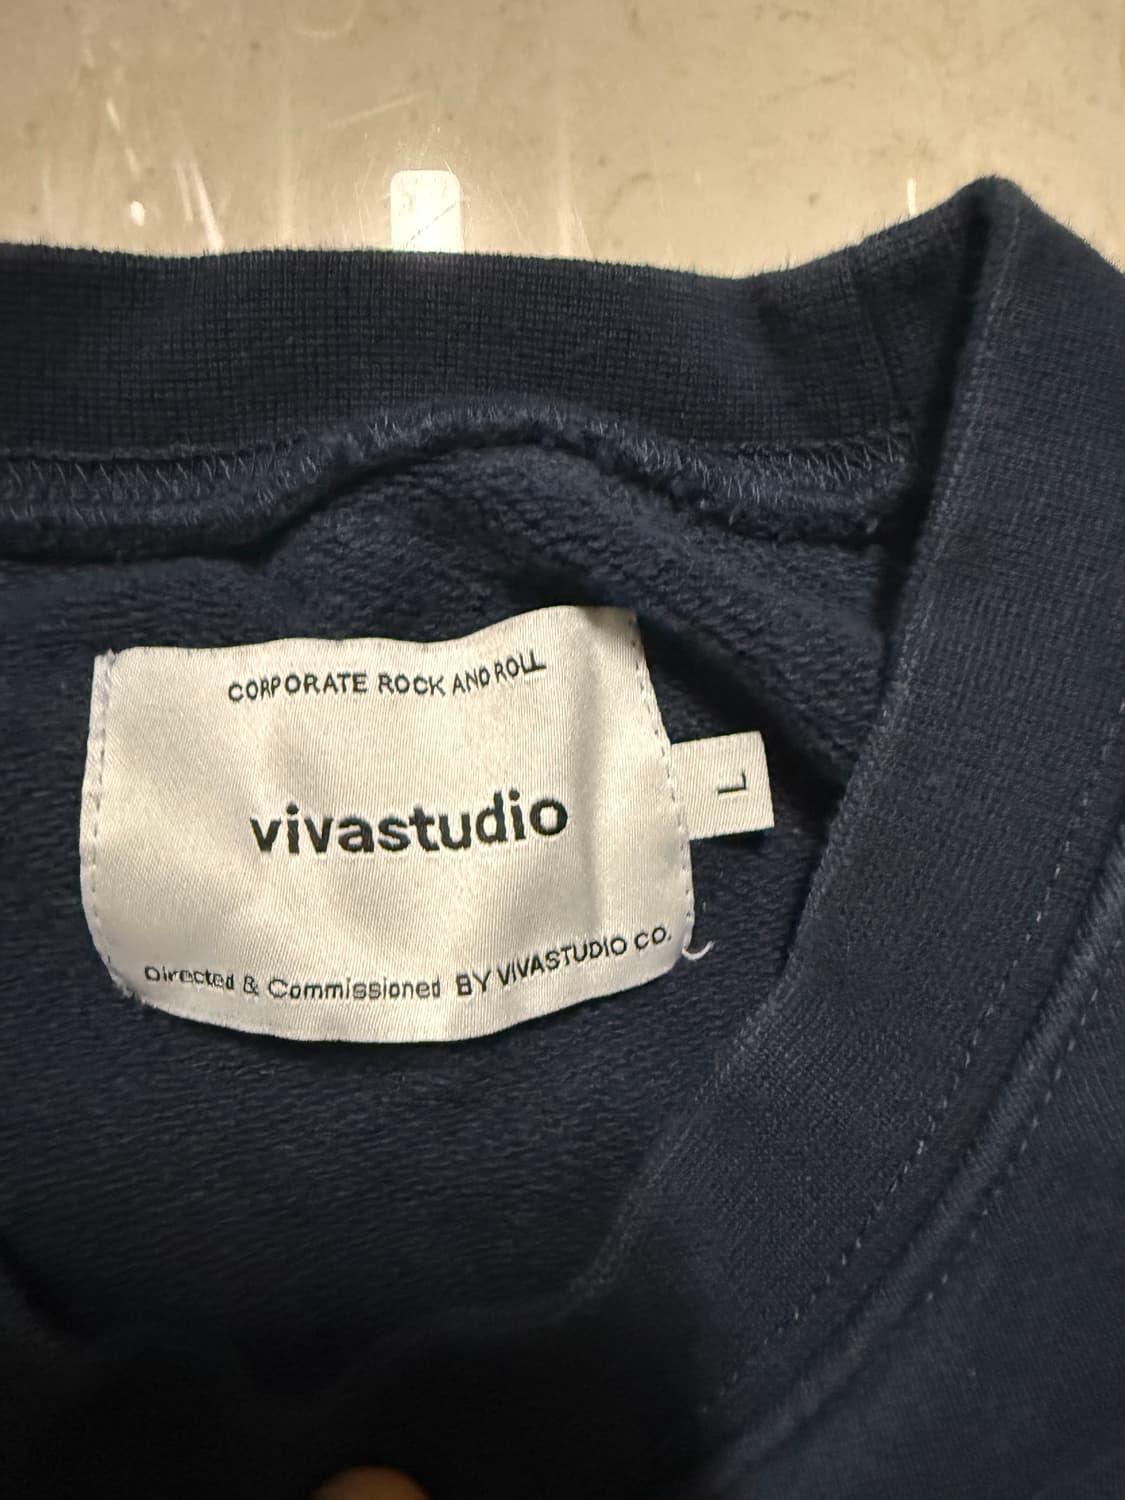 CORPORATE ROCK AND ROLL
vivastudio
L
Directed & Commissioned BY VIVASTUDIO CO.